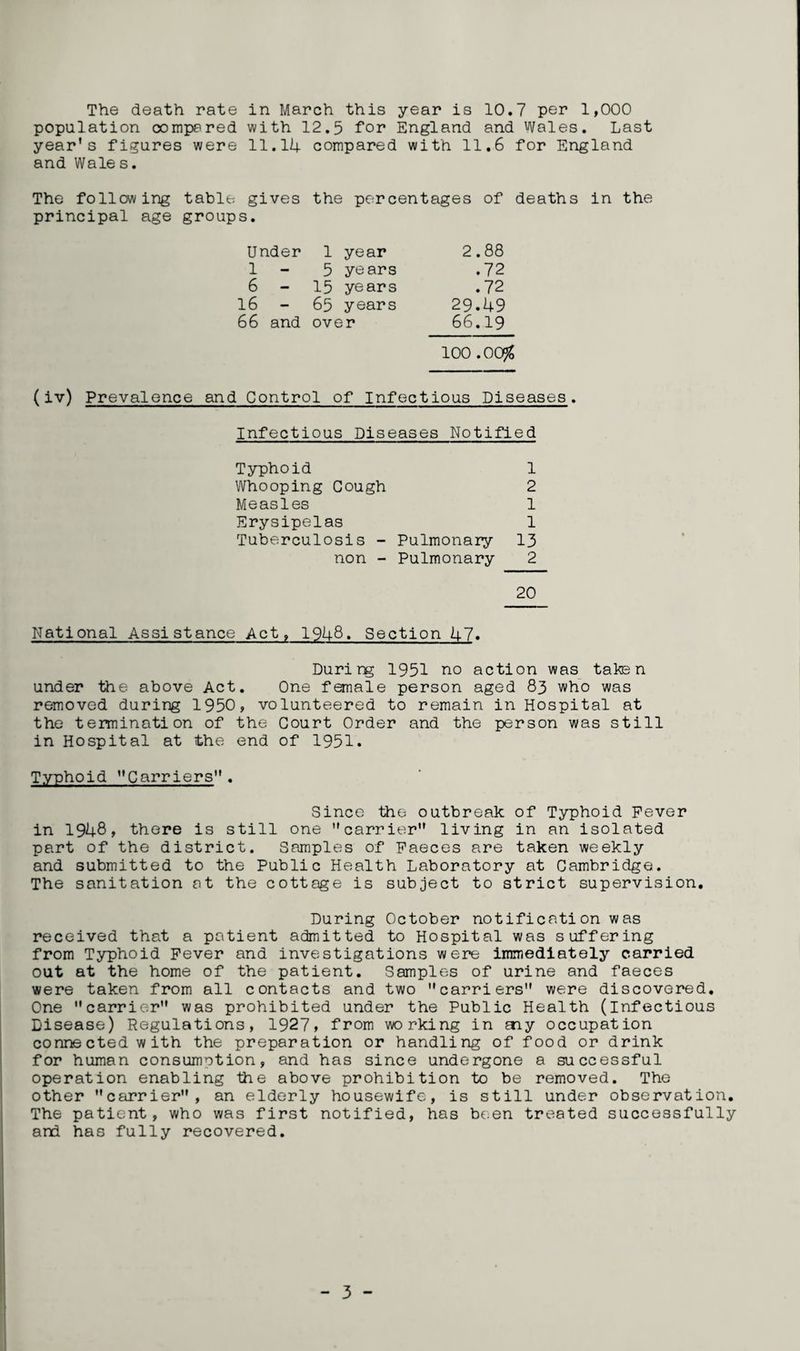 The death rate in March this year is 10.7 per 1,000
population compared with 12.5 for England and Wales. Last
year's figures were 11.14 compared with 11.6 for England
and Wales.
The following table gives the percentages of deaths in the
principal age groups.
Under 1 year 2.88
1 - 5 years .72
6 - 15 years .72
16 - 65 years 29.49
66 and over 66.19
100.00%
(iv) Prevalence and Control of Infectious Diseases.
Infectious Diseases Notified
Typhoid 1
Whooping Cough 2
Measles 1
Erysipelas 1
Tuberculosis - Pulmonary 13
non - Pulmonary 2
20
National Assistance Act, 1948. Section 47.
During 1951 no action was taken
under the above Act. One female person aged 83 who was
removed during 1950, volunteered to remain in Hospital at
the termination of the Court Order and the person was still
in Hospital at the end of 1951.
Typhoid "Carriers".
Since the outbreak of Typhoid Fever
in 1948, there is still one "carrier" living in an isolated
part of the district. Samples of Faeces are taken weekly
and submitted to the Public Health Laboratory at Cambridge.
The sanitation at the cottage is subject to strict supervision.
During October notification was
received that a patient admitted to Hospital was suffering
from Typhoid Fever and investigations were immediately carried
out at the home of the patient. Samples of urine and faeces
were taken from all contacts and two "carriers" were discovered.
One "carrier" was prohibited under the Public Health (Infectious
Disease) Regulations, 1927, from working in any occupation
connected with the preparation or handling of food or drink
for human consumption, and has since undergone a successful
operation enabling the above prohibition to be removed. The
other "carrier", an elderly housewife, is still under observation.
The patient, who was first notified, has been treated successfully
and has fully recovered.
- 3 -